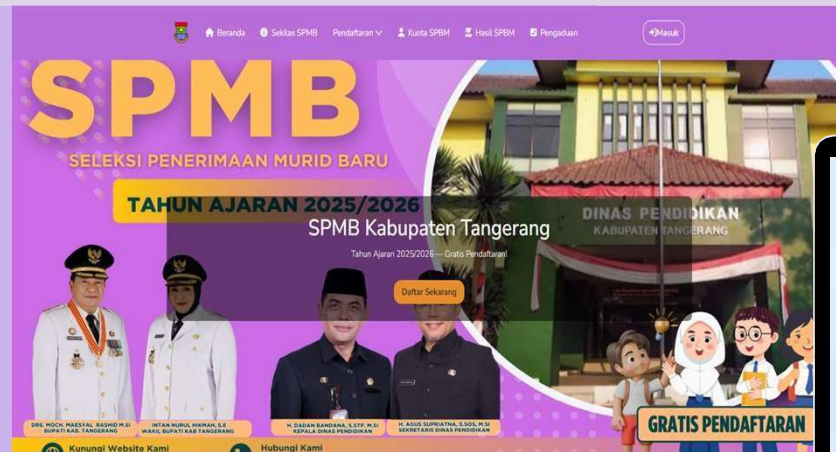 Beranda
Sekilas SPMB
Pendaftaran
Kuota SPBM
Hasil SPBM
Pengaduan
Masuk
SPMB
SELEKSI PENERIMAAN MURID BARU
TAHUN AJARAN 2025/2026
SPMB Kabupaten Tangerang
Tahun Ajaran 2025/2026 — Gratis Pendaftaran!
Daftar Sekarang
DINAS PENDIDIKAN
KABUPATEN TANGERANG
DRS. MOCH. MAESYAL RASHID M.SI
BUPATI KAB. TANGERANG
INTAN NURUL HIKMAH, S.E
WAKIL BUPATI KAB TANGERANG
H. DADAN BANDANA, S.STP, M.SI
KEPALA DINAS PENDIDIKAN
H. AGUS SUPRIATNA, S.SOS, M.SI
SEKRETARIS DINAS PENDIDIKAN
GRATIS PENDAFTARAN
Kunungi Website Kami
Hubungi Kami